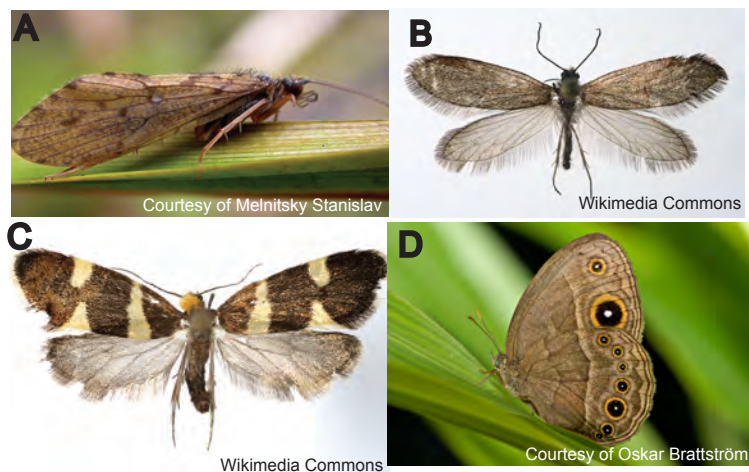 A
Courtesy of Melnitsky Stanislav
B
Wikimedia Commons
C
Wikimedia Commons
D
Courtesy of Oskar Brattström